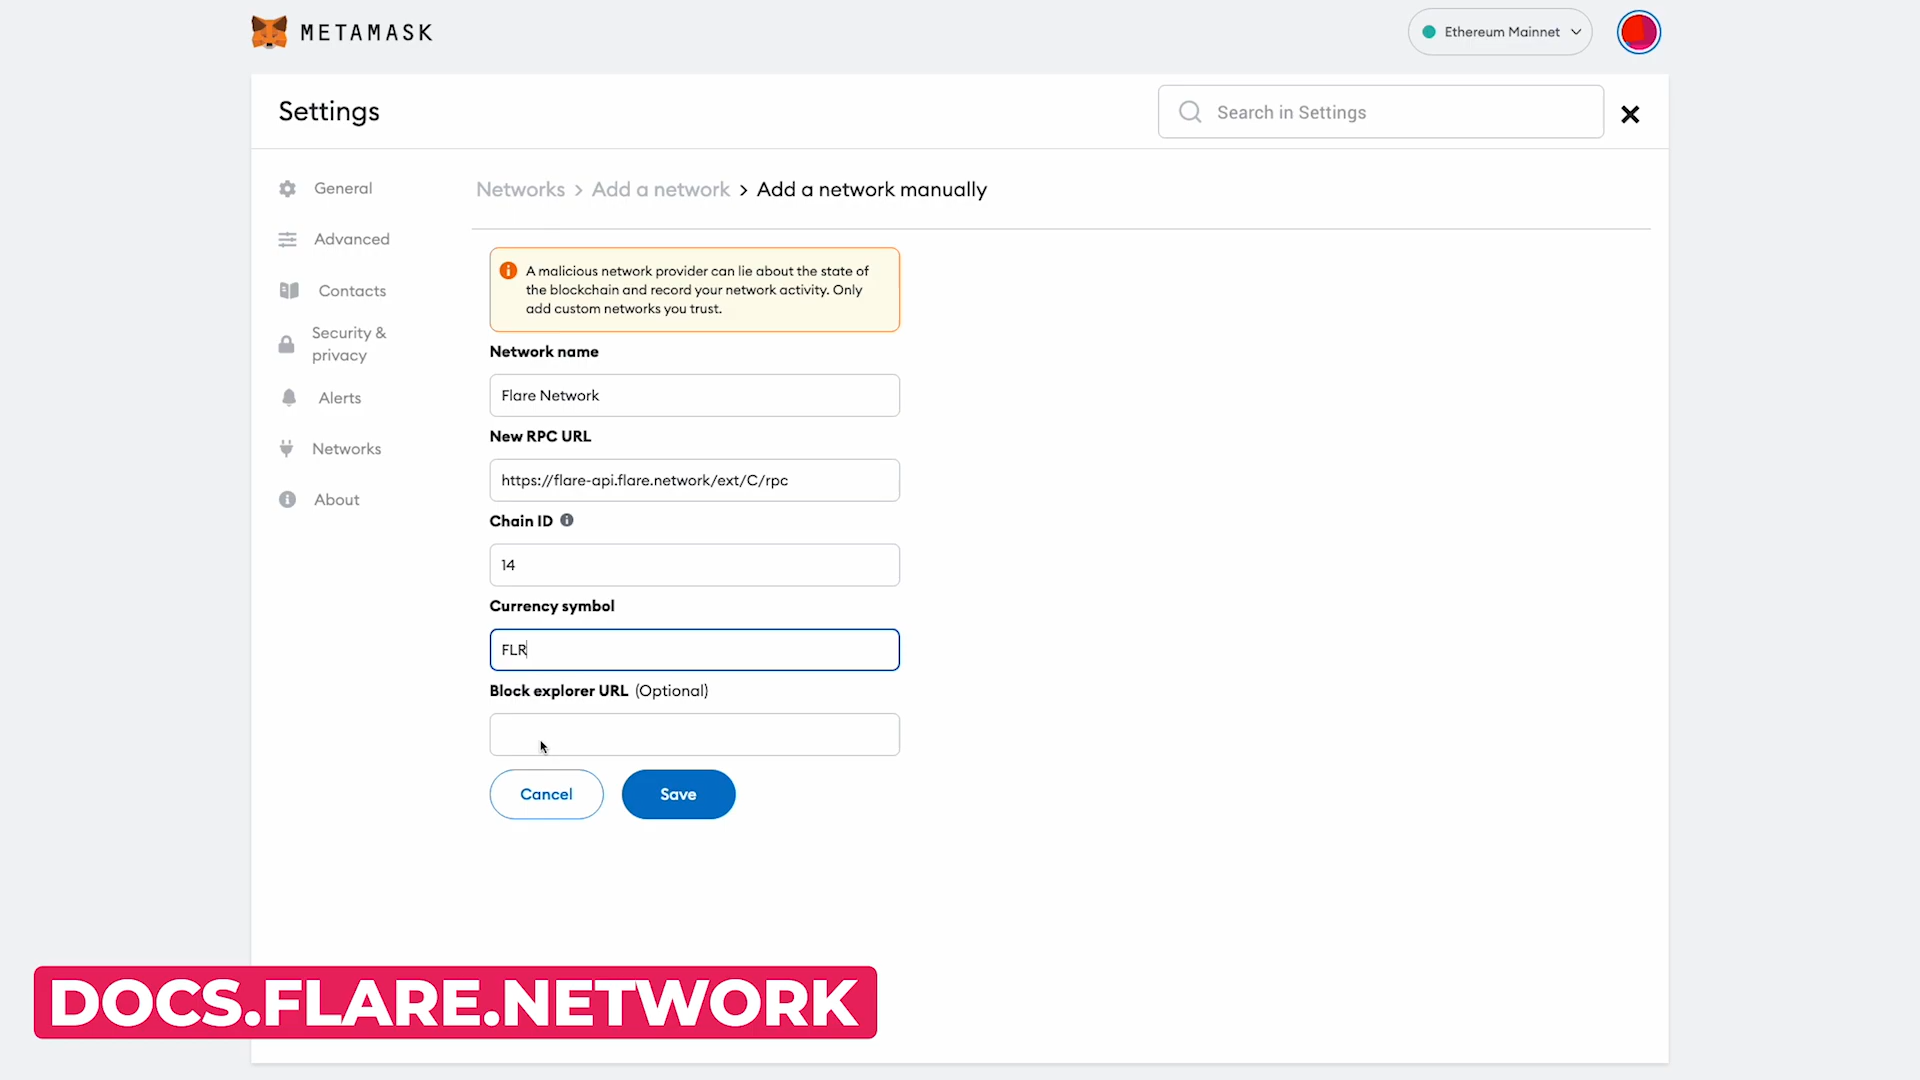 METAMASK
Ethereum Mainnet
Settings
Search in Settings
General
Advanced
Contacts
Security &
privacy
Alerts
Networks
About
Networks > Add a network > Add a network manually
A malicious network provider can lie about the state of
the blockchain and record your network activity. Only
add custom networks you trust.
Network name
Flare Network
New RPC URL
https://flare-api.flare.network/ext/C/rpc
Chain ID
14
Currency symbol
FLR
Block explorer URL (Optional)
Cancel
Save
DOCS.FLARE.NETWORK